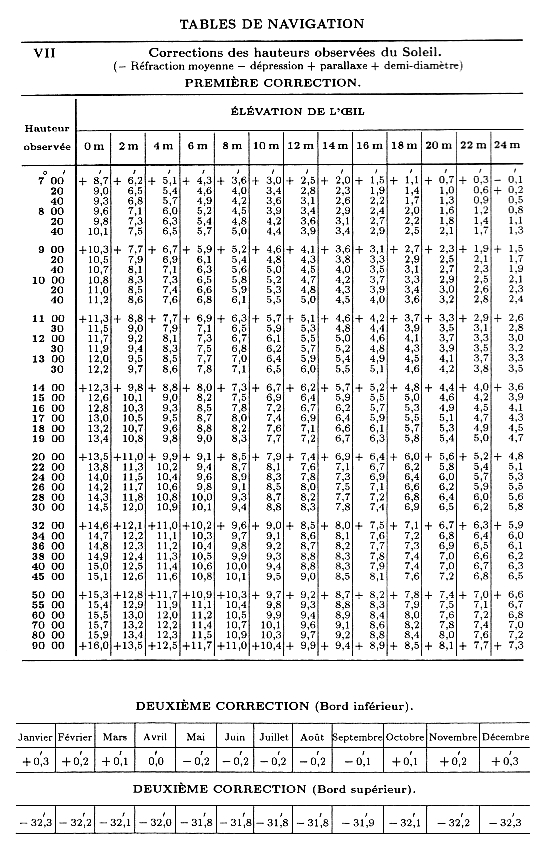 TABLES DE NAVIGATION
VII Corrections des hauteurs observées du Soleil.
(− Réfraction moyenne − dépression + parallaxe + demi-diamètre)
PREMIÈRE CORRECTION.
ÉLÉVATION DE L'ŒIL
Hauteur
observée 0 m 2 m 4 m 6 m 8 m 10 m 12 m 14 m 16 m 18 m 20 m 22 m 24 m
° ′ ′ ′ ′ ′ ′ ′ ′ ′ ′ ′ ′ ′ ′
7 00 + 8,7 + 6,2 + 5,1 + 4,3 + 3,6 + 3,0 + 2,5 + 2,0 + 1,5 + 1,1 + 0,7 + 0,3 − 0,1
20 9,0 6,5 5,4 4,6 4,0 3,4 2,8 2,3 1,9 1,4 1,0 0,6 + 0,2
40 9,3 6,8 5,7 4,9 4,2 3,6 3,1 2,6 2,2 1,7 1,3 0,9 0,5
8 00 9,6 7,1 6,0 5,2 4,5 3,9 3,4 2,9 2,4 2,0 1,6 1,2 0,8
20 9,8 7,3 6,3 5,4 4,8 4,2 3,6 3,1 2,7 2,2 1,8 1,4 1,1
40 10,1 7,5 6,5 5,7 5,0 4,4 3,9 3,4 2,9 2,5 2,1 1,7 1,3
9 00 +10,3 + 7,7 + 6,7 + 5,9 + 5,2 + 4,6 + 4,1 + 3,6 + 3,1 + 2,7 + 2,3 + 1,9 + 1,5
20 10,5 7,9 6,9 6,1 5,4 4,8 4,3 3,8 3,3 2,9 2,5 2,1 1,7
40 10,7 8,1 7,1 6,3 5,6 5,0 4,5 4,0 3,5 3,1 2,7 2,3 1,9
10 00 10,8 8,3 7,3 6,5 5,8 5,2 4,7 4,2 3,7 3,3 2,9 2,5 2,1
20 11,0 8,5 7,4 6,6 5,9 5,3 4,8 4,3 3,9 3,4 3,0 2,6 2,3
40 11,2 8,6 7,6 6,8 6,1 5,5 5,0 4,5 4,0 3,6 3,2 2,8 2,4
11 00 +11,3 + 8,8 + 7,7 + 6,9 + 6,3 + 5,7 + 5,1 + 4,6 + 4,2 + 3,7 + 3,3 + 2,9 + 2,6
30 11,5 9,0 7,9 7,1 6,5 5,9 5,3 4,8 4,4 3,9 3,5 3,1 2,8
12 00 11,7 9,2 8,1 7,3 6,7 6,1 5,5 5,0 4,6 4,1 3,7 3,3 3,0
30 11,9 9,4 8,3 7,5 6,8 6,2 5,7 5,2 4,8 4,3 3,9 3,5 3,2
13 00 12,0 9,5 8,5 7,7 7,0 6,4 5,9 5,4 4,9 4,5 4,1 3,7 3,3
30 12,2 9,7 8,6 7,8 7,1 6,5 6,0 5,5 5,1 4,6 4,2 3,8 3,5
14 00 +12,3 + 9,8 + 8,8 + 8,0 + 7,3 + 6,7 + 6,2 + 5,7 + 5,2 + 4,8 + 4,4 + 4,0 + 3,6
15 00 12,6 10,1 9,0 8,2 7,5 6,9 6,4 5,9 5,5 5,0 4,6 4,2 3,9
16 00 12,8 10,3 9,3 8,5 7,8 7,2 6,7 6,2 5,7 5,3 4,9 4,5 4,1
17 00 13,0 10,5 9,5 8,7 8,0 7,4 6,9 6,4 5,9 5,5 5,1 4,7 4,3
18 00 13,2 10,7 9,6 8,8 8,2 7,6 7,1 6,6 6,1 5,7 5,3 4,9 4,5
19 00 13,4 10,8 9,8 9,0 8,3 7,7 7,2 6,7 6,3 5,8 5,4 5,0 4,7
20 00 +13,5 +11,0 + 9,9 + 9,1 + 8,5 + 7,9 + 7,4 + 6,9 + 6,4 + 6,0 + 5,6 + 5,2 + 4,8
22 00 13,8 11,3 10,2 9,4 8,7 8,1 7,6 7,1 6,7 6,2 5,8 5,4 5,1
24 00 14,0 11,5 10,4 9,6 8,9 8,3 7,8 7,3 6,9 6,4 6,0 5,7 5,3
26 00 14,2 11,7 10,6 9,8 9,1 8,5 8,0 7,5 7,1 6,6 6,2 5,9 5,5
28 00 14,3 11,8 10,8 10,0 9,3 8,7 8,2 7,7 7,2 6,8 6,4 6,0 5,6
30 00 14,5 12,0 10,9 10,1 9,4 8,8 8,3 7,8 7,4 6,9 6,5 6,2 5,8
32 00 +14,6 +12,1 +11,0 +10,2 + 9,6 + 9,0 + 8,5 + 8,0 + 7,5 + 7,1 + 6,7 + 6,3 + 5,9
34 00 14,7 12,2 11,1 10,3 9,7 9,1 8,6 8,1 7,6 7,2 6,8 6,4 6,0
36 00 14,8 12,3 11,2 10,4 9,8 9,2 8,7 8,2 7,7 7,3 6,9 6,5 6,1
38 00 14,9 12,4 11,3 10,5 9,9 9,3 8,8 8,3 7,8 7,4 7,0 6,6 6,2
40 00 15,0 12,5 11,4 10,6 10,0 9,4 8,8 8,3 7,9 7,4 7,0 6,7 6,3
45 00 15,1 12,6 11,6 10,8 10,1 9,5 9,0 8,5 8,1 7,6 7,2 6,8 6,5
50 00 +15,3 +12,8 +11,7 +10,9 +10,3 + 9,7 + 9,2 + 8,7 + 8,2 + 7,8 + 7,4 + 7,0 + 6,6
55 00 15,4 12,9 11,9 11,1 10,4 9,8 9,3 8,8 8,3 7,9 7,5 7,1 6,7
60 00 15,5 13,0 12,0 11,2 10,5 9,9 9,4 8,9 8,4 8,0 7,6 7,2 6,8
70 00 15,7 13,2 12,2 11,4 10,7 10,1 9,6 9,1 8,6 8,2 7,8 7,4 7,0
80 00 15,9 13,4 12,3 11,5 10,9 10,3 9,7 9,2 8,8 8,4 8,0 7,6 7,2
90 00 +16,0 +13,5 +12,5 +11,7 +11,0 +10,4 + 9,9 + 9,4 + 8,9 + 8,5 + 8,1 + 7,7 + 7,3
DEUXIÈME CORRECTION (Bord inférieur).
Janvier Février Mars Avril Mai Juin Juillet Août Septembre Octobre Novembre Décembre
′ ′ ′ ′ ′ ′ ′ ′ ′ ′ ′ ′
+ 0,3 + 0,2 + 0,1 0,0 − 0,2 − 0,2 − 0,2 − 0,2 − 0,1 + 0,1 + 0,2 + 0,3
DEUXIÈME CORRECTION (Bord supérieur).
′ ′ ′ ′ ′ ′ ′ ′ ′ ′ ′ ′
− 32,3 − 32,2 − 32,1 − 32,0 − 31,8 − 31,8 − 31,8 − 31,8 − 31,9 − 32,1 − 32,2 − 32,3